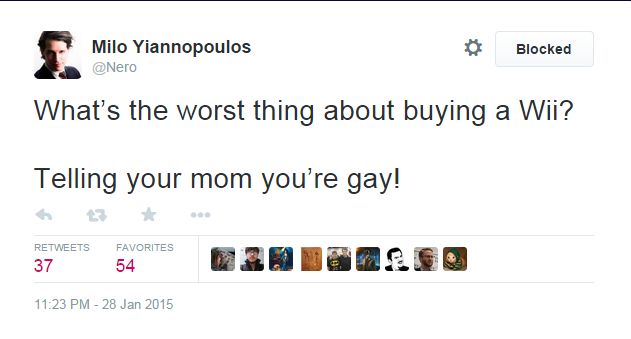 Milo Yiannopoulos
@Nero
Blocked
What's the worst thing about buying a Wii?
Telling your mom you're gay!
RETWEETS FAVORITES
37 54
11:23 PM - 28 Jan 2015